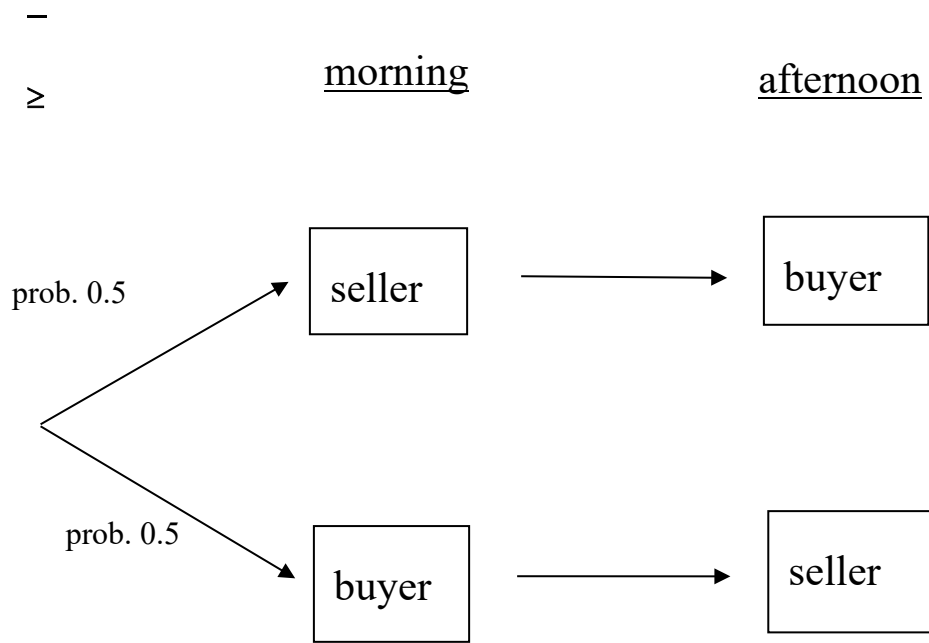 –
≥
morning
afternoon
prob. 0.5
seller
buyer
prob. 0.5
buyer
seller